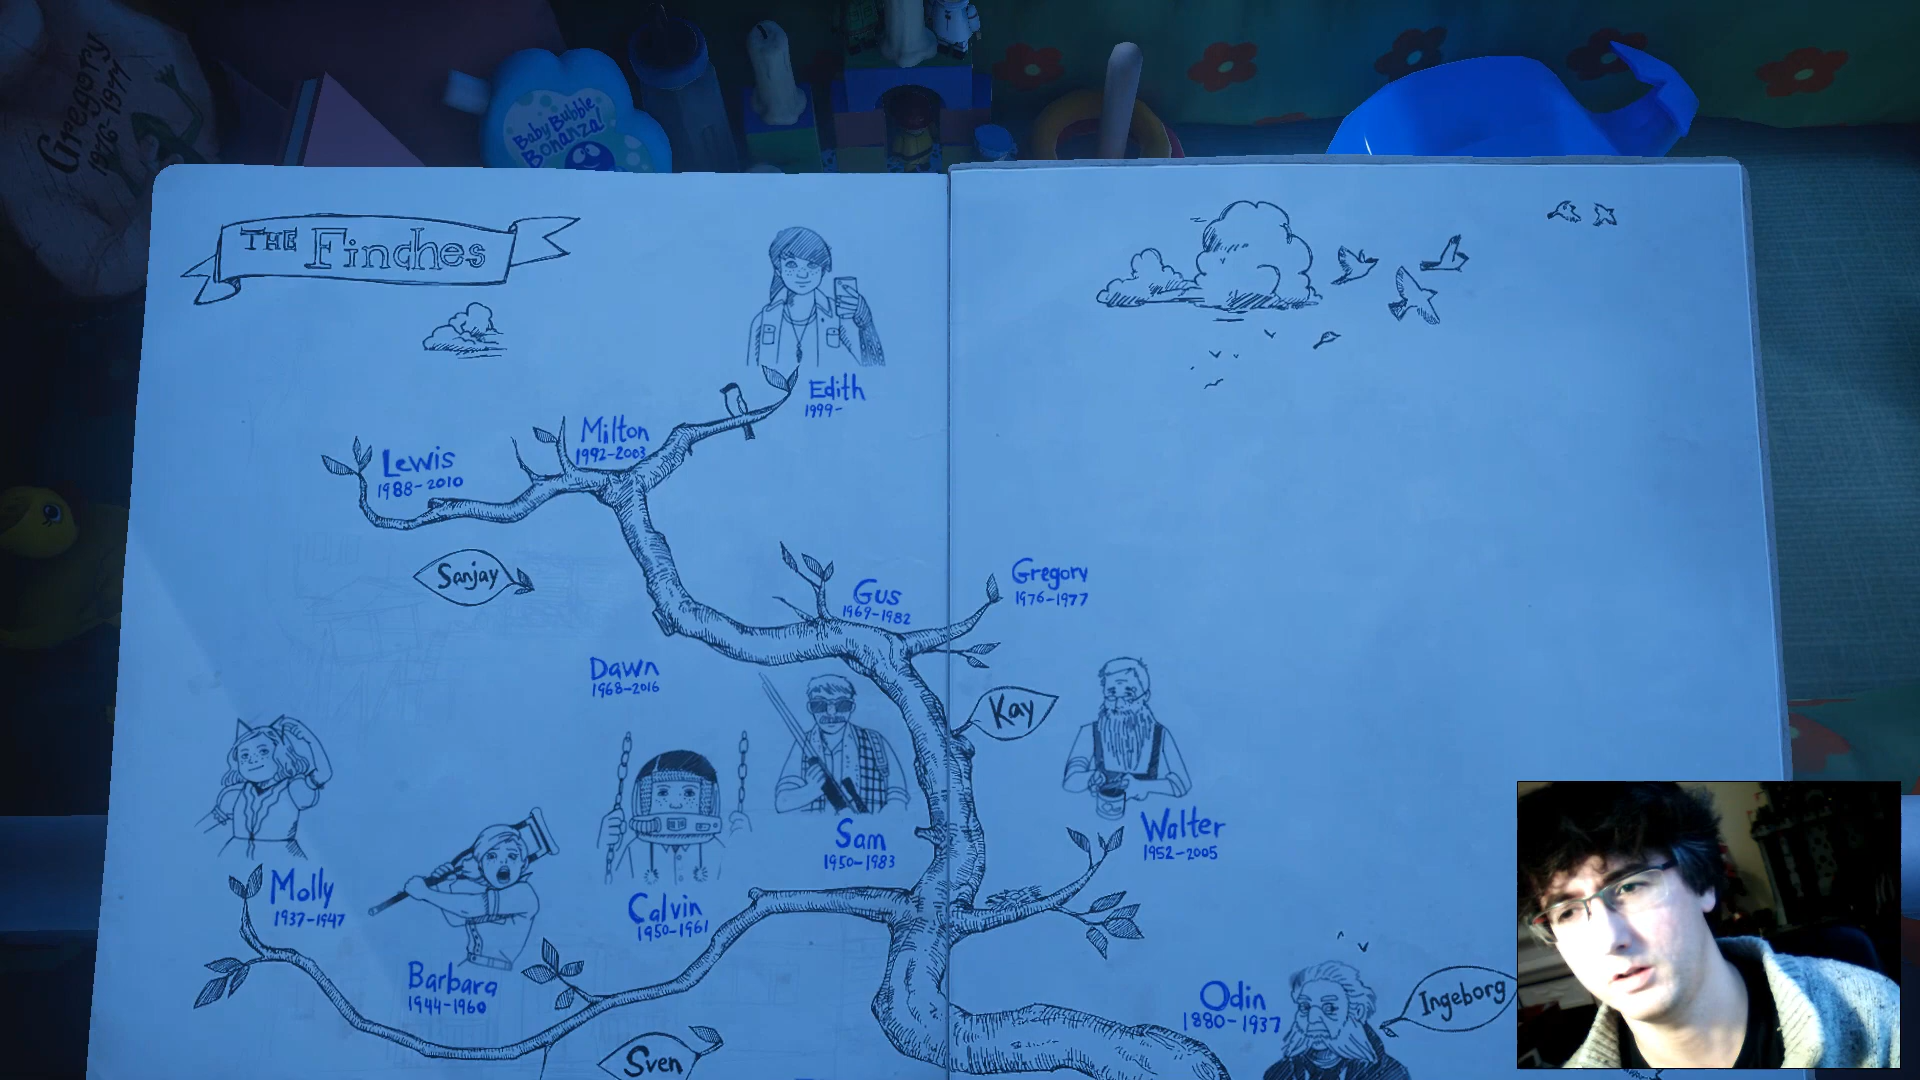 Gregory
1976-1977
Baby Bubble
Bonanza!
THE Finches
Edith
1999-
Milton
1992-2003
Lewis
1988-2010
Sanjay
Gus
1969-1982
Gregory
1976-1977
Dawn
1968-2016
Kay
Sam
1950-1983
Walter
1952-2005
Molly
1937-1947
Calvin
1950-1961
Barbara
1944-1960
Odin
1880-1937
Ingeborg
Sven